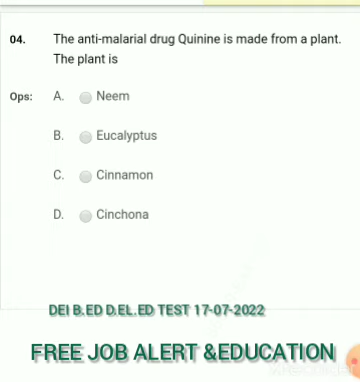 04. The anti-malarial drug Quinine is made from a plant.
The plant is
Ops: A. Neem
B. Eucalyptus
C. Cinnamon
D. Cinchona
DEI B.ED D.EL.ED TEST 17-07-2022
FREE JOB ALERT &EDUCATION